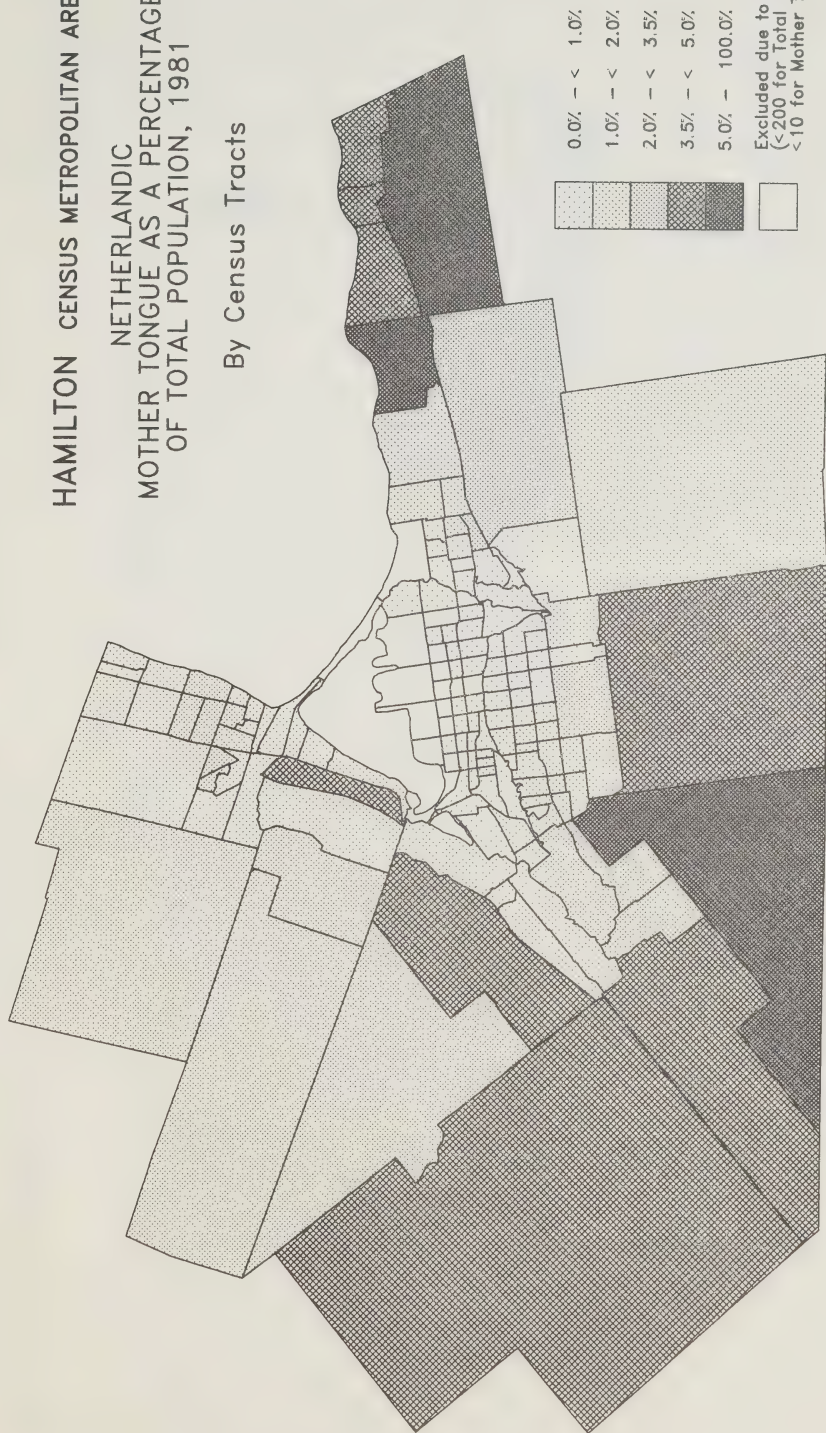 HAMILTON CENSUS METROPOLITAN ARE
NETHERLANDIC
MOTHER TONGUE AS A PERCENTAGE
OF TOTAL POPULATION, 1981
By Census Tracts
0.0% - < 1.0%
1.0% - < 2.0%
2.0% - < 3.5%
3.5% - < 5.0%
5.0% - 100.0%
Excluded due to
(<200 for Total
<10 for Mother